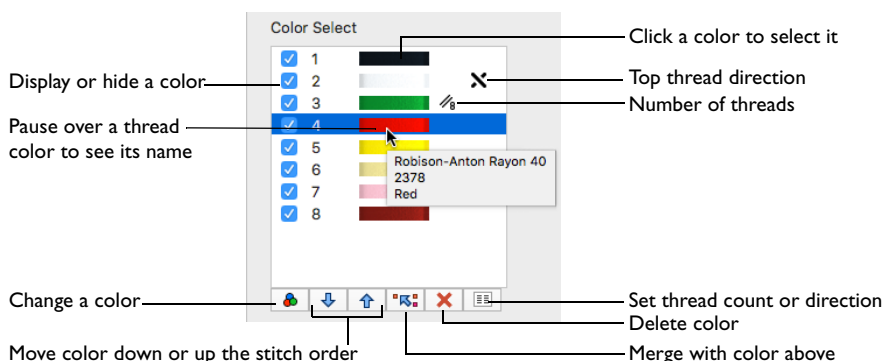 Color Select
1
Click a color to select it
Display or hide a color
2
Top thread direction
3
8
Number of threads
Pause over a thread
color to see its name
4
5
Robison-Anton Rayon 40
6
2378
7
Red
8
Change a color
Set thread count or direction
Delete color
Move color down or up the stitch order
Merge with color above